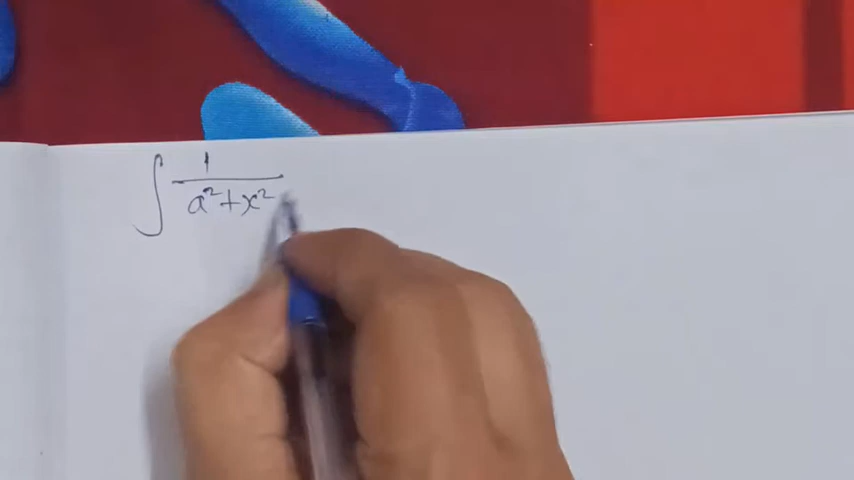 ∫ 1/(a²+x²)